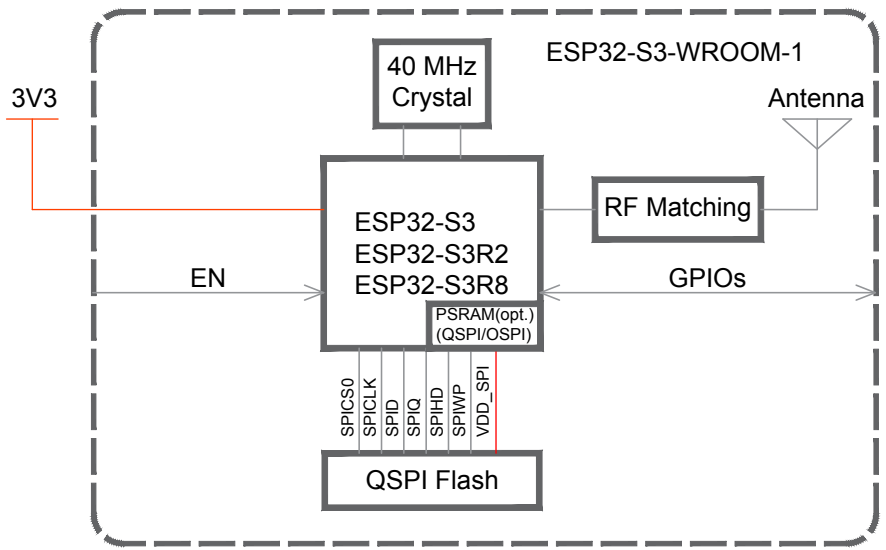 ESP32-S3-WROOM-1
40 MHz
Crystal
3V3
Antenna
RF Matching
ESP32-S3
ESP32-S3R2
ESP32-S3R8
EN
GPIOs
PSRAM(opt.)
(QSPI/OSPI)
SPICS0
SPICLK
SPID
SPIQ
SPIHD
SPIWP
VDD_SPI
QSPI Flash